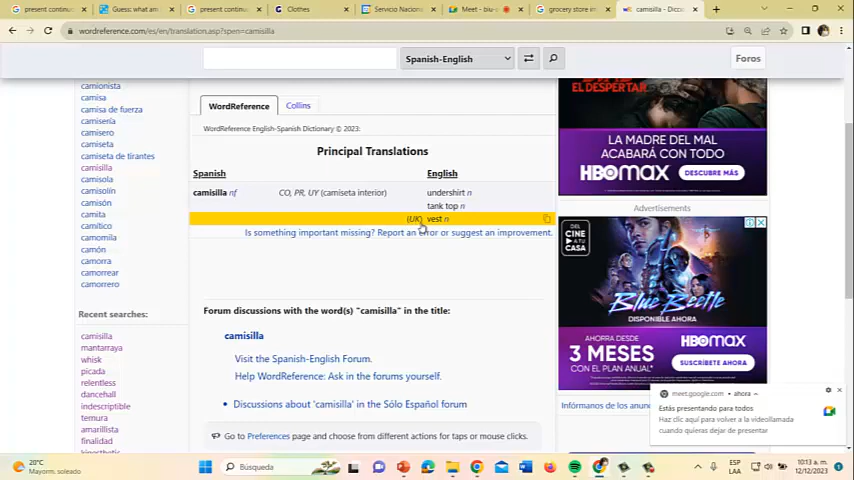 present continu
Guess: what am
present continu
Clothes
Servicio Nacion
Meet - biu-
grocery store in
camisilla - Dicc
wordreference.com/es/en/translation.asp?spen=camisilla
Spanish-English
Foros
camionista
camisa
camisa de fuerza
camisería
camisero
camiseta
camiseta de tirantes
camisilla
camisola
camisolín
camisón
camita
camítico
camomila
camón
camorra
camorrear
camorrero
Recent searches:
camisilla
mantarraya
whisk
picada
relentless
dancehall
indescriptible
temura
amarillista
finalidad
WordReference
Collins
WordReference English-Spanish Dictionary © 2023:
Principal Translations
Spanish English
camisilla nf CO, PR, UY (camiseta interior) undershirt n
tank top n
(UK) vest n
Is something important missing? Report an error or suggest an improvement.
Forum discussions with the word(s) "camisilla" in the title:
camisilla
Visit the Spanish-English Forum.
Help WordReference: Ask in the forums yourself.
Discussions about 'camisilla' in the Sólo Español forum
Go to Preferences page and choose from different actions for taps or mouse clicks.
EL DESPERTAR
LA MADRE DEL MAL
ACABARÁ CON TODO
HBOMAX
DESCUBRE MÁS
Advertisements
DEL
CINE
A TU
CASA
Blue Beetle
DISPONIBLE AHORA
AHORRA DESDE
3 MESES
CON EL PLAN ANUAL*
HBOMAX
SUSCRÍBETE AHORA
Infórmanos de los anunc
meet.google.com • ahora
Estás presentando para todos
Haz clic aquí para volver a la videollamada
cuando quieras dejar de presentar
20°C
Mayorm. soleado
Búsqueda
ESP
LAA
10:13 a. m.
12/12/2023